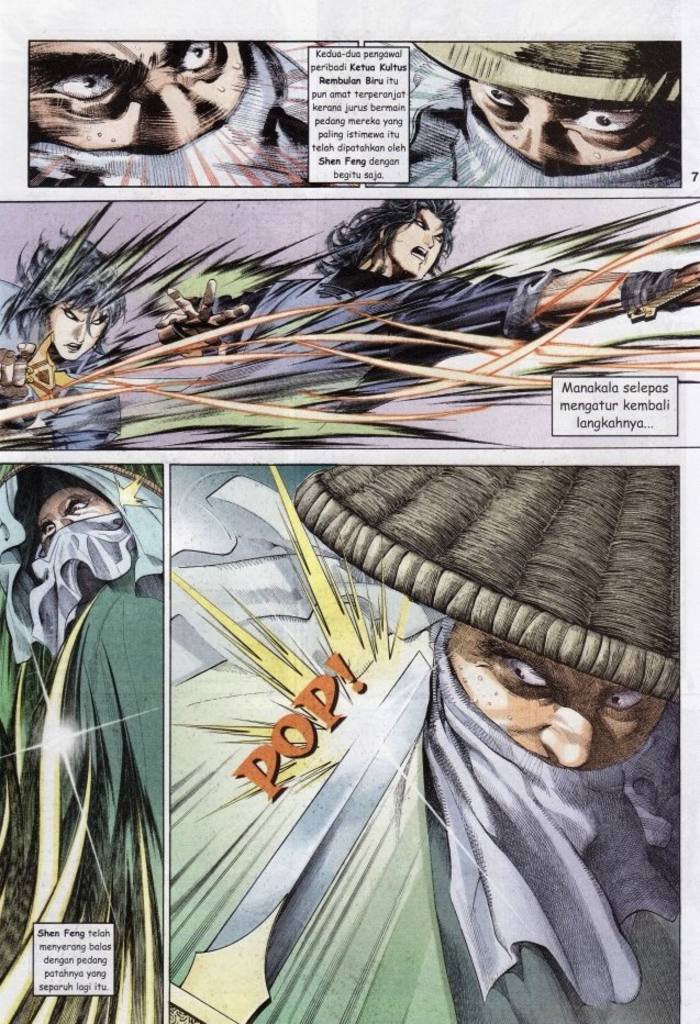 Kedua-dua pengawal
peribadi Ketua Kultus
Rembulan Biru itu
pun amat terperanjat
kerana jurus bermain
pedang mereka yang
paling istimewa itu
telah dipatahkan oleh
Shen Feng dengan
begitu saja.
7
Manakala selepas
mengatur kembali
langkahnya...
POP!
Shen Feng telah
menyerang balas
dengan pedang
patahnya yang
separuh lagi itu.